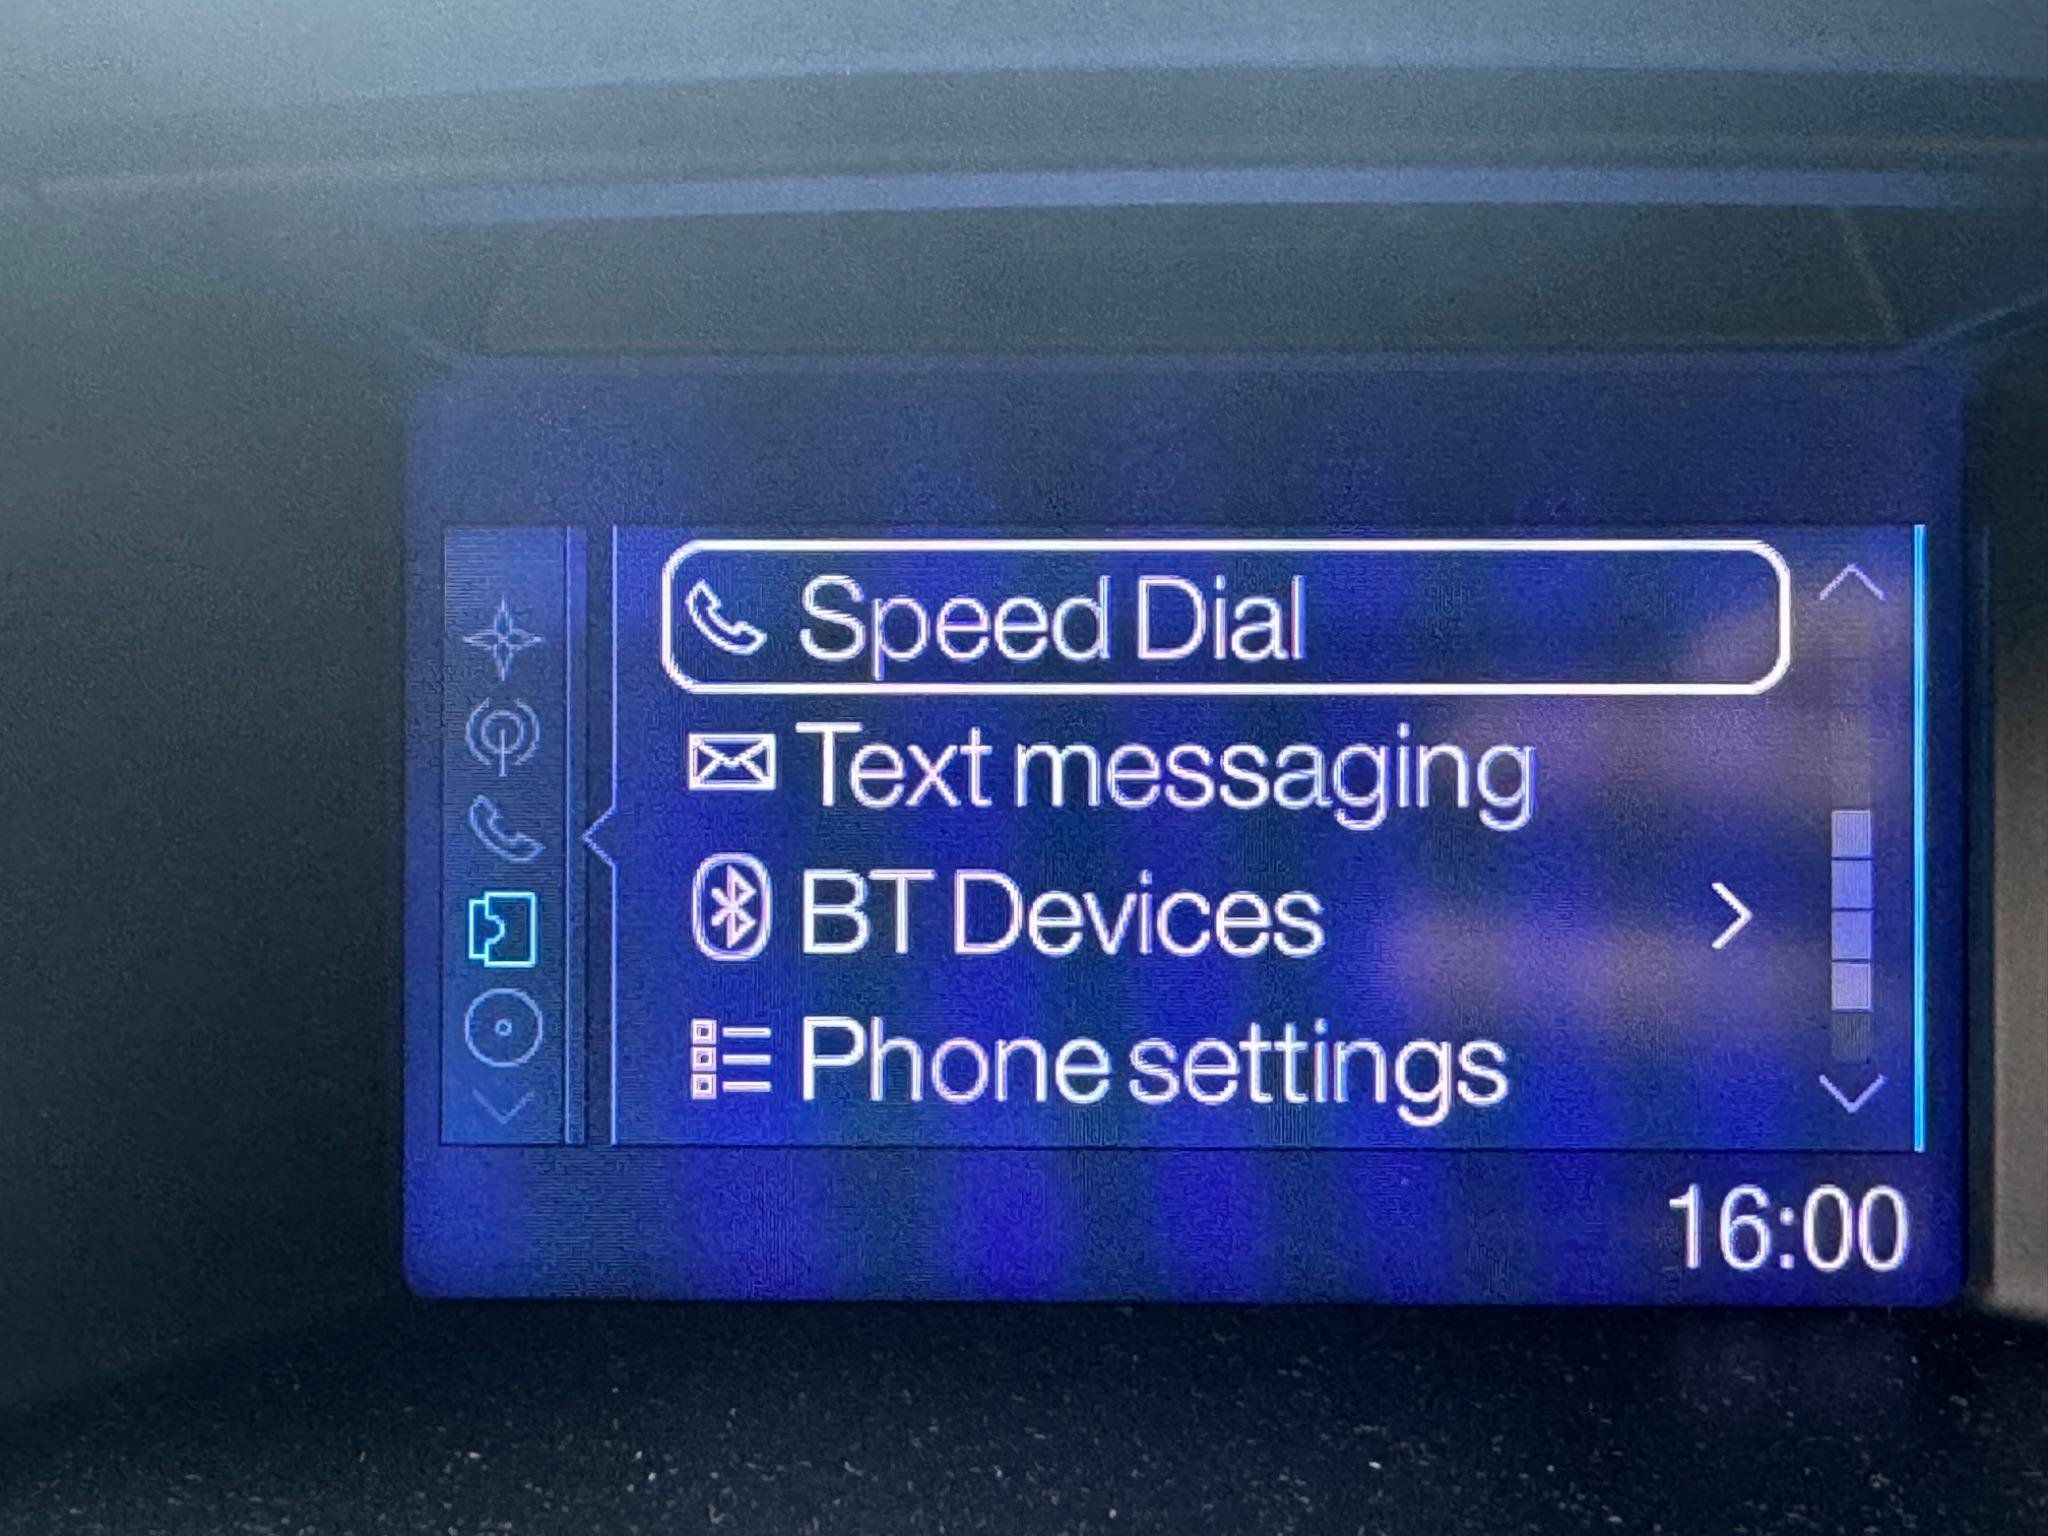 Speed Dial
Text messaging
BT Devices
Phone settings
16:00